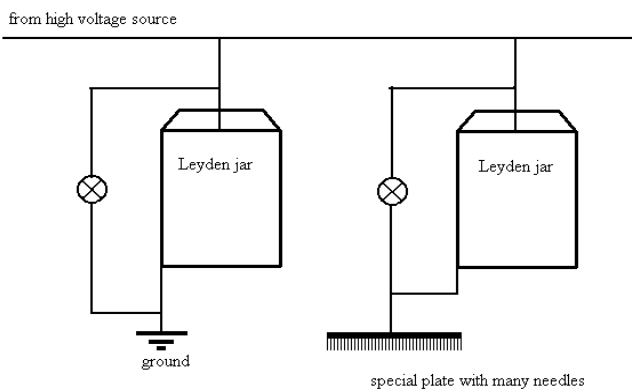 from high voltage source
Leyden jar
Leyden jar
ground
special plate with many needles